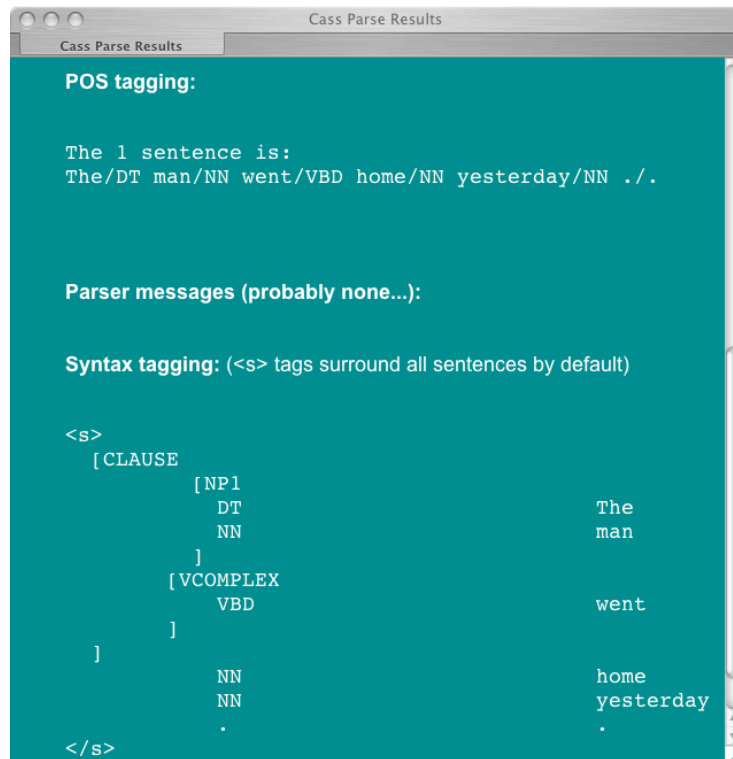 Cass Parse Results
Cass Parse Results
POS tagging:
The 1 sentence is:
The/DT man/NN went/VBD home/NN yesterday/NN ./.
Parser messages (probably none...):
Syntax tagging: (<s> tags surround all sentences by default)
<s>
[CLAUSE
[NP1
DT The
NN man
]
[VCOMPLEX
VBD went
]
]
NN home
NN yesterday
. .
</s>